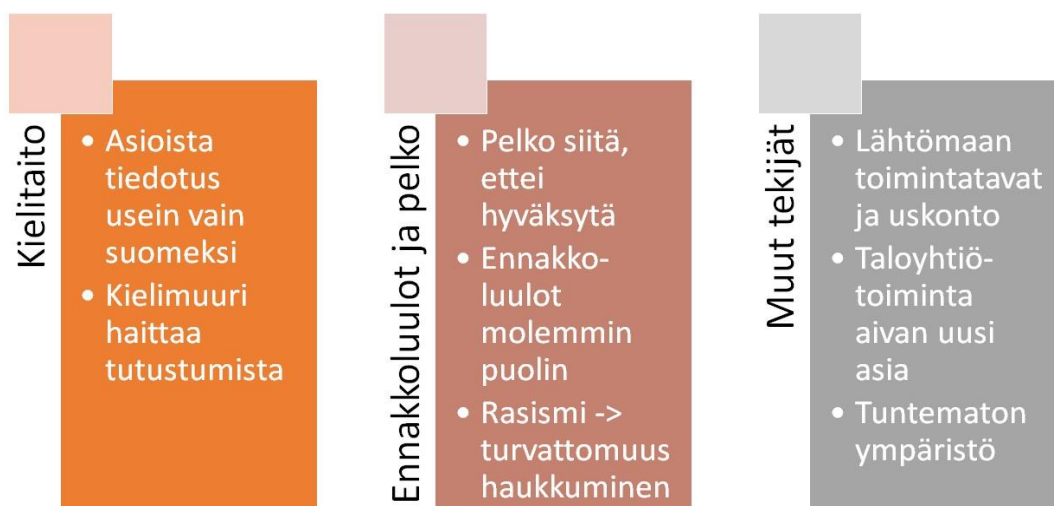 Kielitaito
• Asioista
tiedotus
usein vain
suomeksi
• Kielimuuri
haittaa
tutustumista
Ennakkoluulot ja pelko
• Pelko siitä,
ettei
hyväksytä
• Ennakko-
luulot
molemmin
puolin
• Rasismi ->
turvattomuus
haukkuminen
Muut tekijät
• Lähtömaan
toimintatavat
ja uskonto
• Taloyhtiö-
toiminta
aivan uusi
asia
• Tuntematon
ympäristö